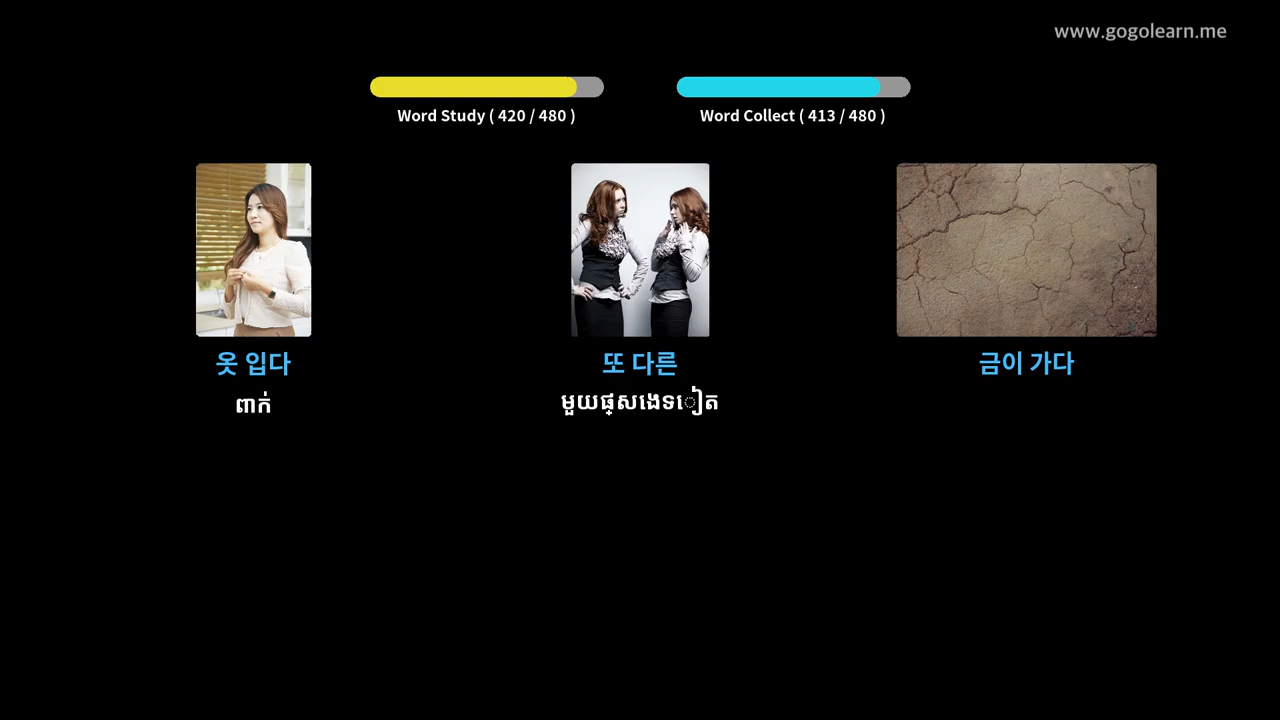 www.gogolearn.me
Word Study ( 420 / 480 )
Word Collect ( 413 / 480 )
옷 입다
또 다른
금이 가다
ពាក់
មួយផ្សងេទៀត